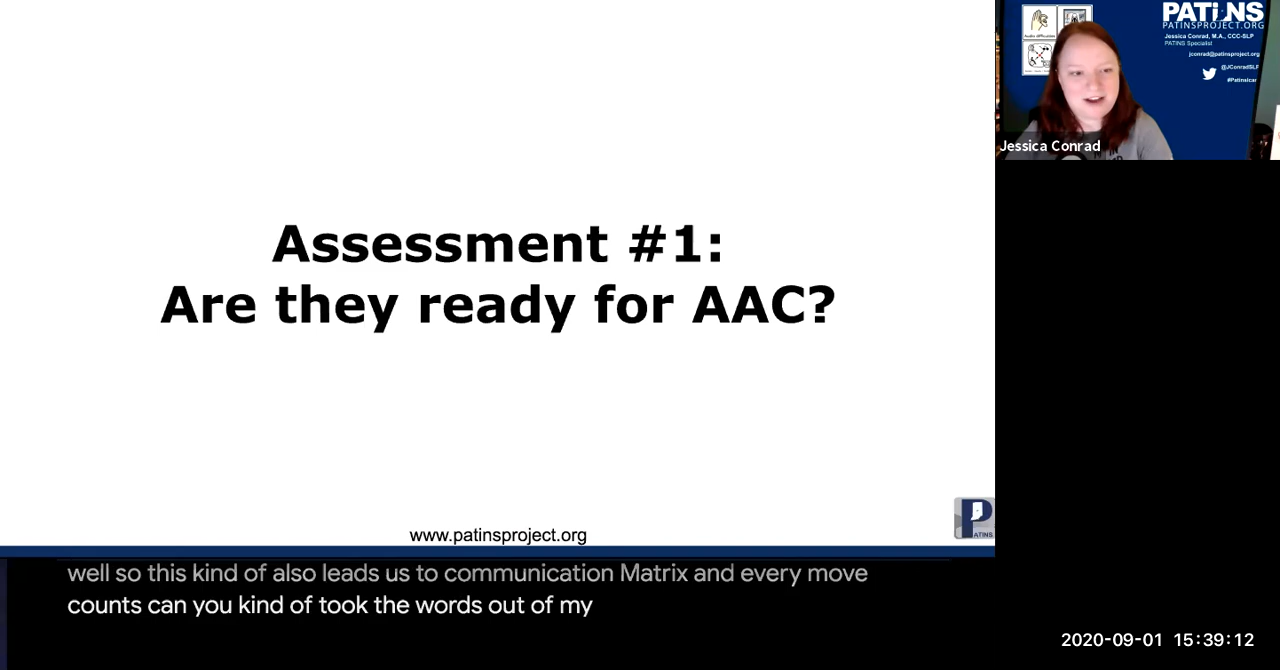 Assessment #1:
Are they ready for AAC?
www.patinsproject.org
PATINS
PATINS
PATINSPROJECT.ORG
Jessica Conrad, M.A., CCC-SLP
PATINS Specialist
jconrad@patinsproject.org
@JConradSLP
#PatinsIcam
Jessica Conrad
well so this kind of also leads us to communication Matrix and every move
counts can you kind of took the words out of my
2020-09-01 15:39:12